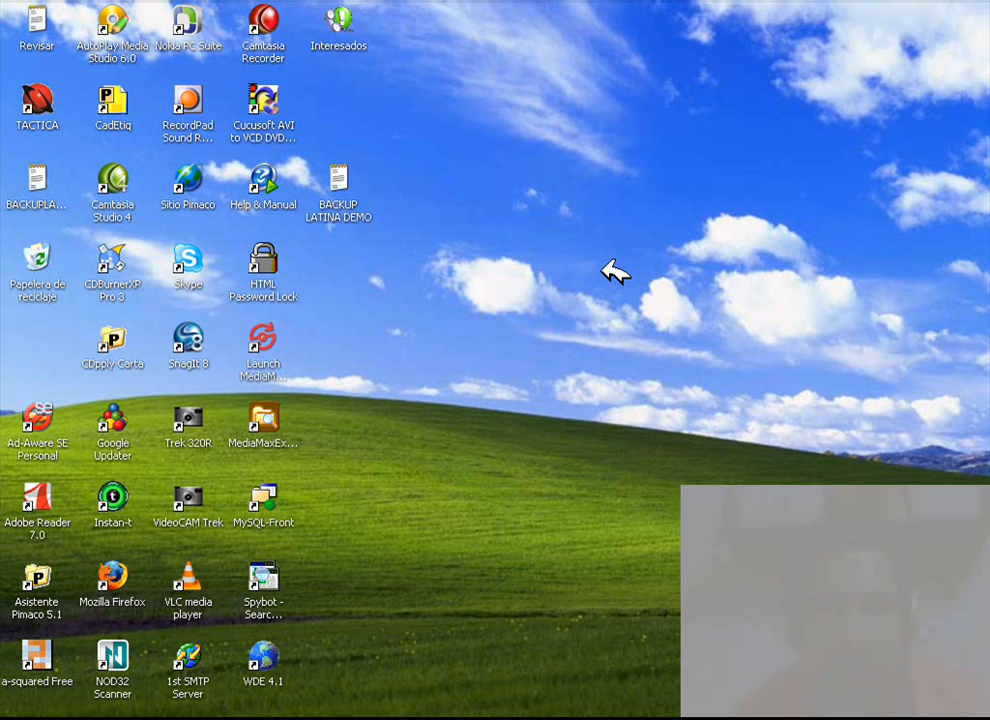 Revisar
AutoPlay Media
Studio 6.0
Nokia PC Suite
Camtasia
Recorder
Interesados
TACTICA
CadEtiq
RecordPad
Sound R...
Cucusoft AVI
to VCD DVD...
BACKUPLA...
Camtasia
Studio 4
Sitio Pimaco
Help & Manual
BACKUP
LATINA DEMO
Papelera de
reciclaje
CDBurnerXP
Pro 3
Skype
HTML
Password Lock
CDpply Carta
SnagIt 8
Launch
MediaM...
Ad-Aware SE
Personal
Google
Updater
Trek 320R
MediaMaxEx...
Adobe Reader
7.0
Instan-t
VideoCAM Trek
MySQL-Front
Asistente
Pimaco 5.1
Mozilla Firefox
VLC media
player
Spybot -
Searc...
a-squared Free
NOD32
Scanner
1st SMTP
Server
WDE 4.1